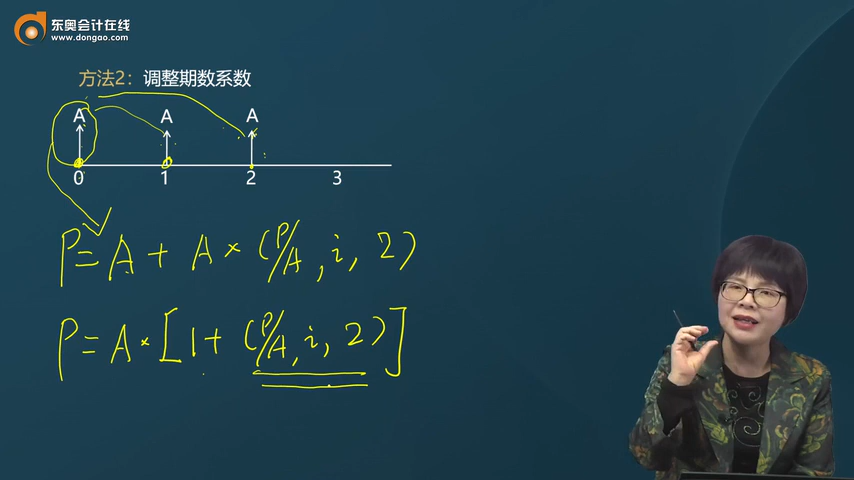 东奥会计在线
www.dongao.com
方法2：调整期数系数
A A A
0 1 2 3
P=A+A×(P/A,i,2)
P=A×[1+(P/A,i,2)]